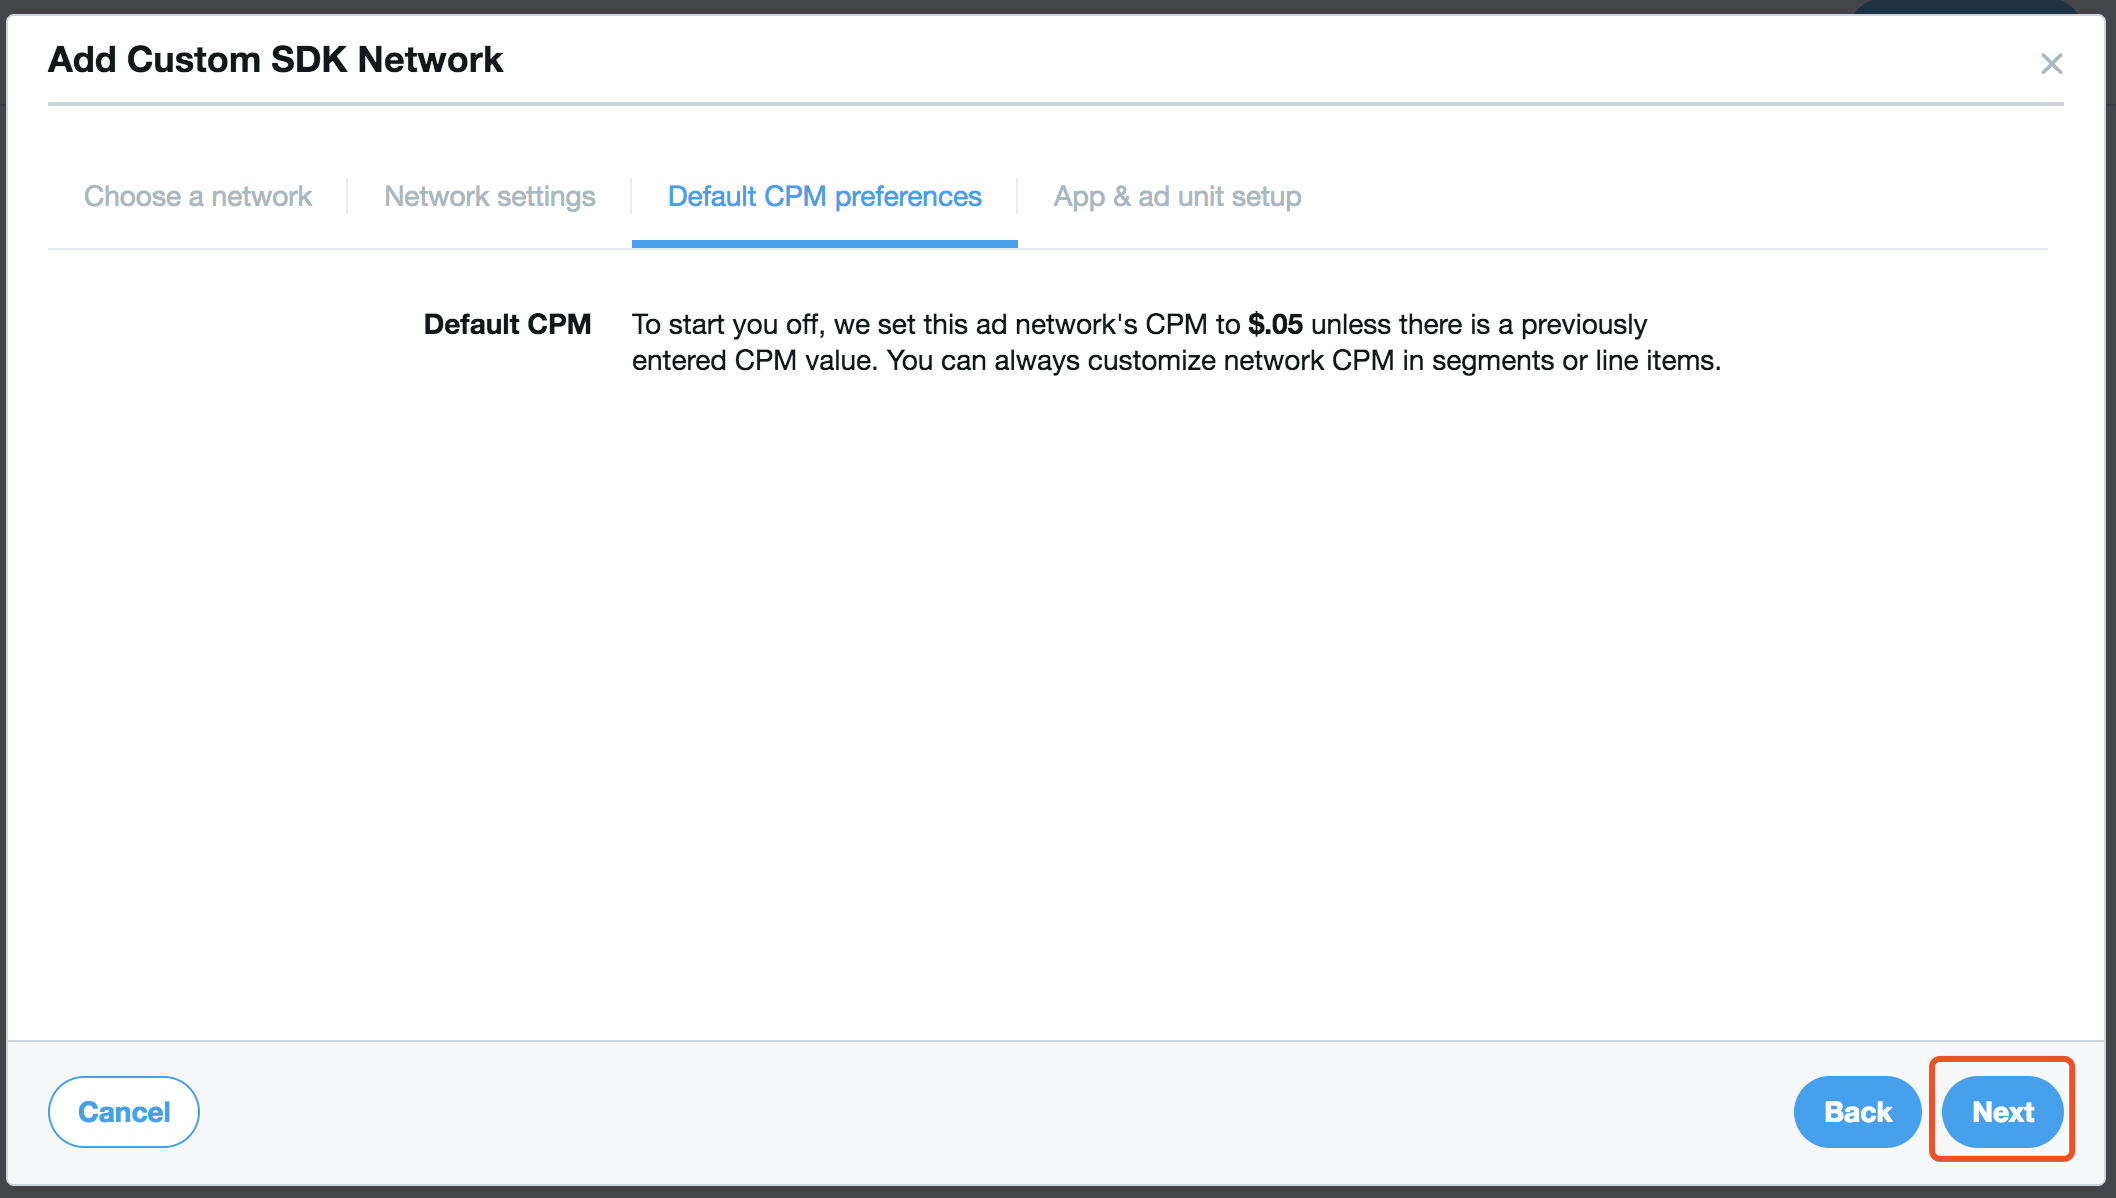 Add Custom SDK Network
Choose a network
Network settings
Default CPM preferences
App & ad unit setup
Default CPM
To start you off, we set this ad network's CPM to $.05 unless there is a previously
entered CPM value. You can always customize network CPM in segments or line items.
Cancel
Back
Next